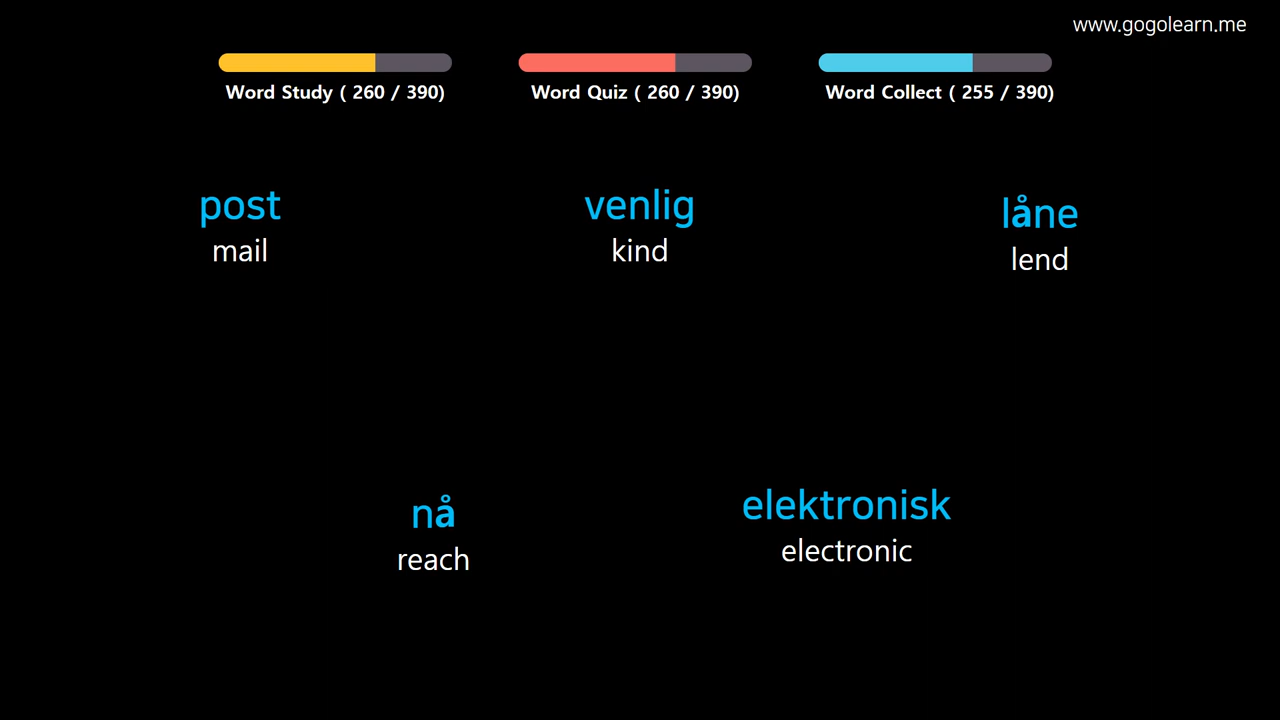 www.gogolearn.me
Word Study ( 260 / 390)
Word Quiz ( 260 / 390)
Word Collect ( 255 / 390)
post
mail
venlig
kind
låne
lend
nå
reach
elektronisk
electronic